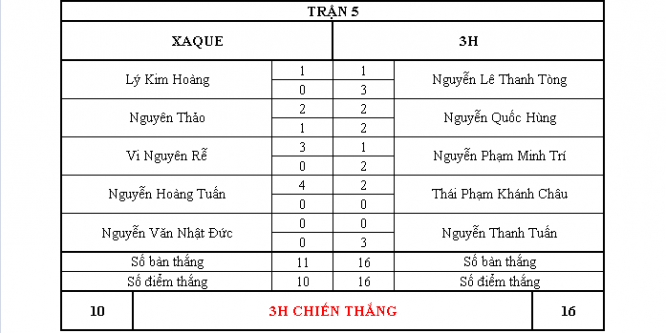 TRẬN 5
XAQUE 3H
Lý Kim Hoàng 1 1 Nguyễn Lê Thanh Tòng
0 3
Nguyên Thảo 2 2 Nguyễn Quốc Hùng
1 2
Vi Nguyên Rễ 3 1 Nguyễn Phạm Minh Trí
0 2
Nguyễn Hoàng Tuấn 4 2 Thái Phạm Khánh Châu
0 0
Nguyễn Văn Nhật Đức 0 0 Nguyễn Thanh Tuấn
0 3
Số bàn thắng 11 16 Số bàn thắng
Số điểm thắng 10 16 Số điểm thắng
10 3H CHIẾN THẮNG 16